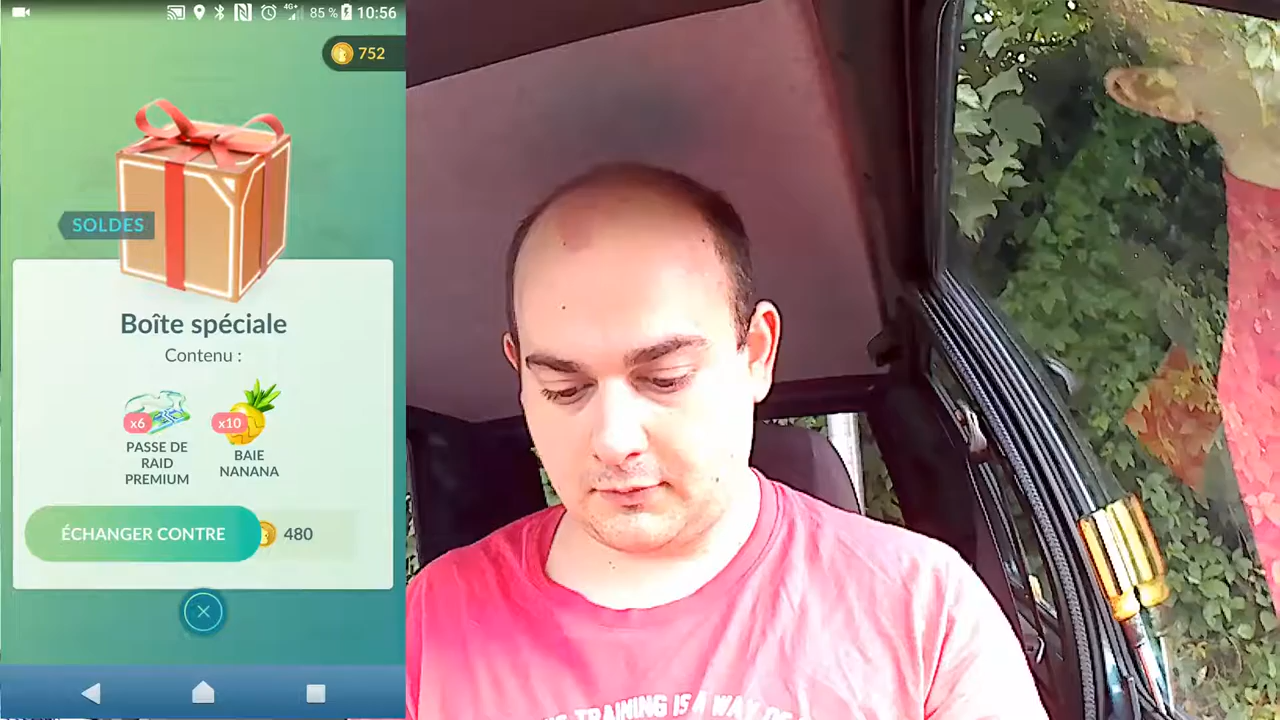 4G+ 85 % 10:56
752
SOLDES
Boîte spéciale
Contenu :
x6
x10
PASSE DE
RAID
PREMIUM
BAIE
NANANA
ÉCHANGER CONTRE
480
TRAINING IS A WAY